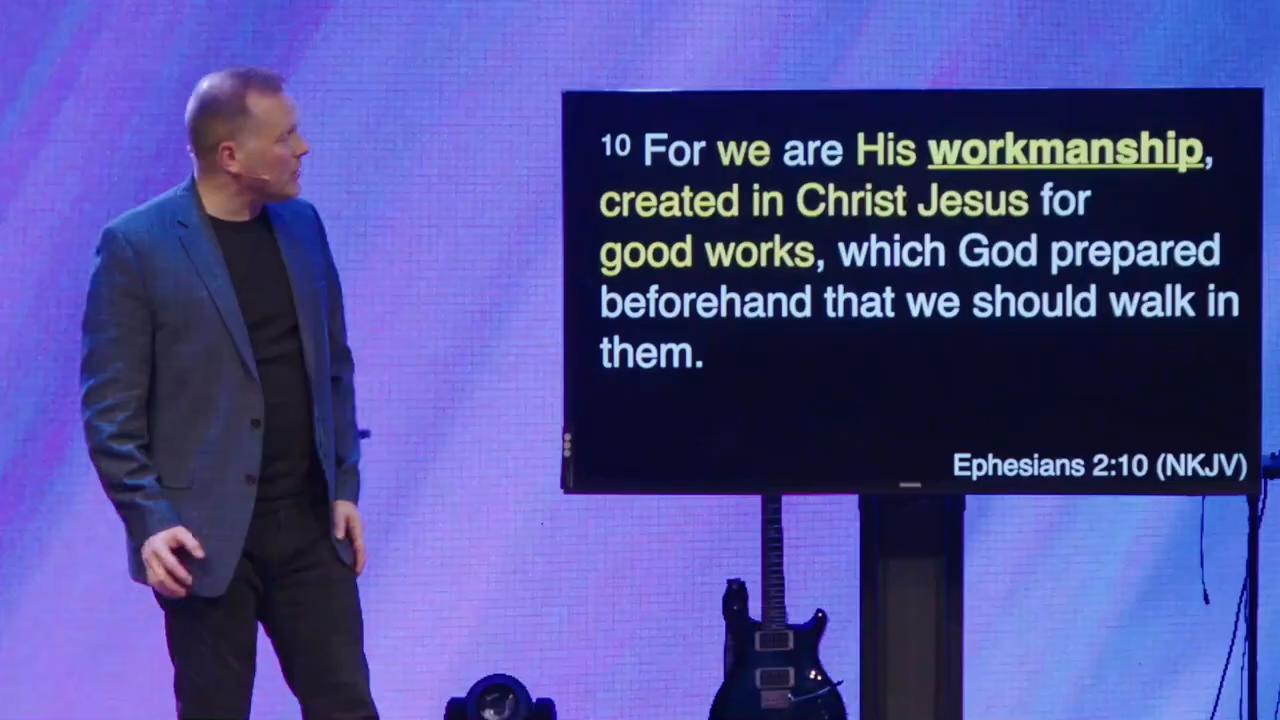 10 For we are His workmanship,
created in Christ Jesus for
good works, which God prepared
beforehand that we should walk in
them.
Ephesians 2:10 (NKJV)